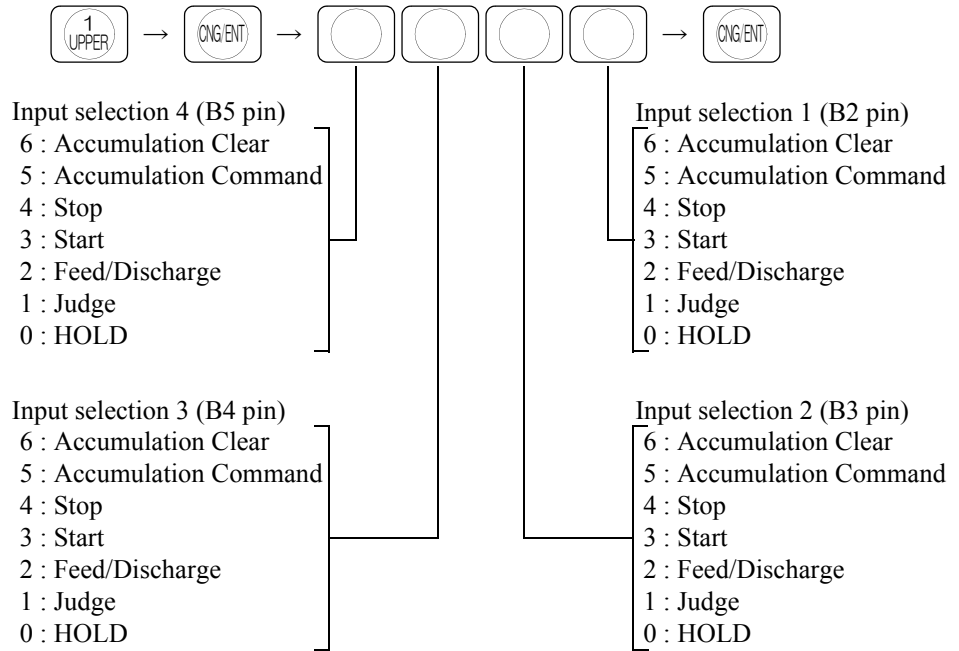 1 UPPER → CNG/ENT → → CNG/ENT
Input selection 4 (B5 pin)
6 : Accumulation Clear
5 : Accumulation Command
4 : Stop
3 : Start
2 : Feed/Discharge
1 : Judge
0 : HOLD
Input selection 1 (B2 pin)
6 : Accumulation Clear
5 : Accumulation Command
4 : Stop
3 : Start
2 : Feed/Discharge
1 : Judge
0 : HOLD
Input selection 3 (B4 pin)
6 : Accumulation Clear
5 : Accumulation Command
4 : Stop
3 : Start
2 : Feed/Discharge
1 : Judge
0 : HOLD
Input selection 2 (B3 pin)
6 : Accumulation Clear
5 : Accumulation Command
4 : Stop
3 : Start
2 : Feed/Discharge
1 : Judge
0 : HOLD